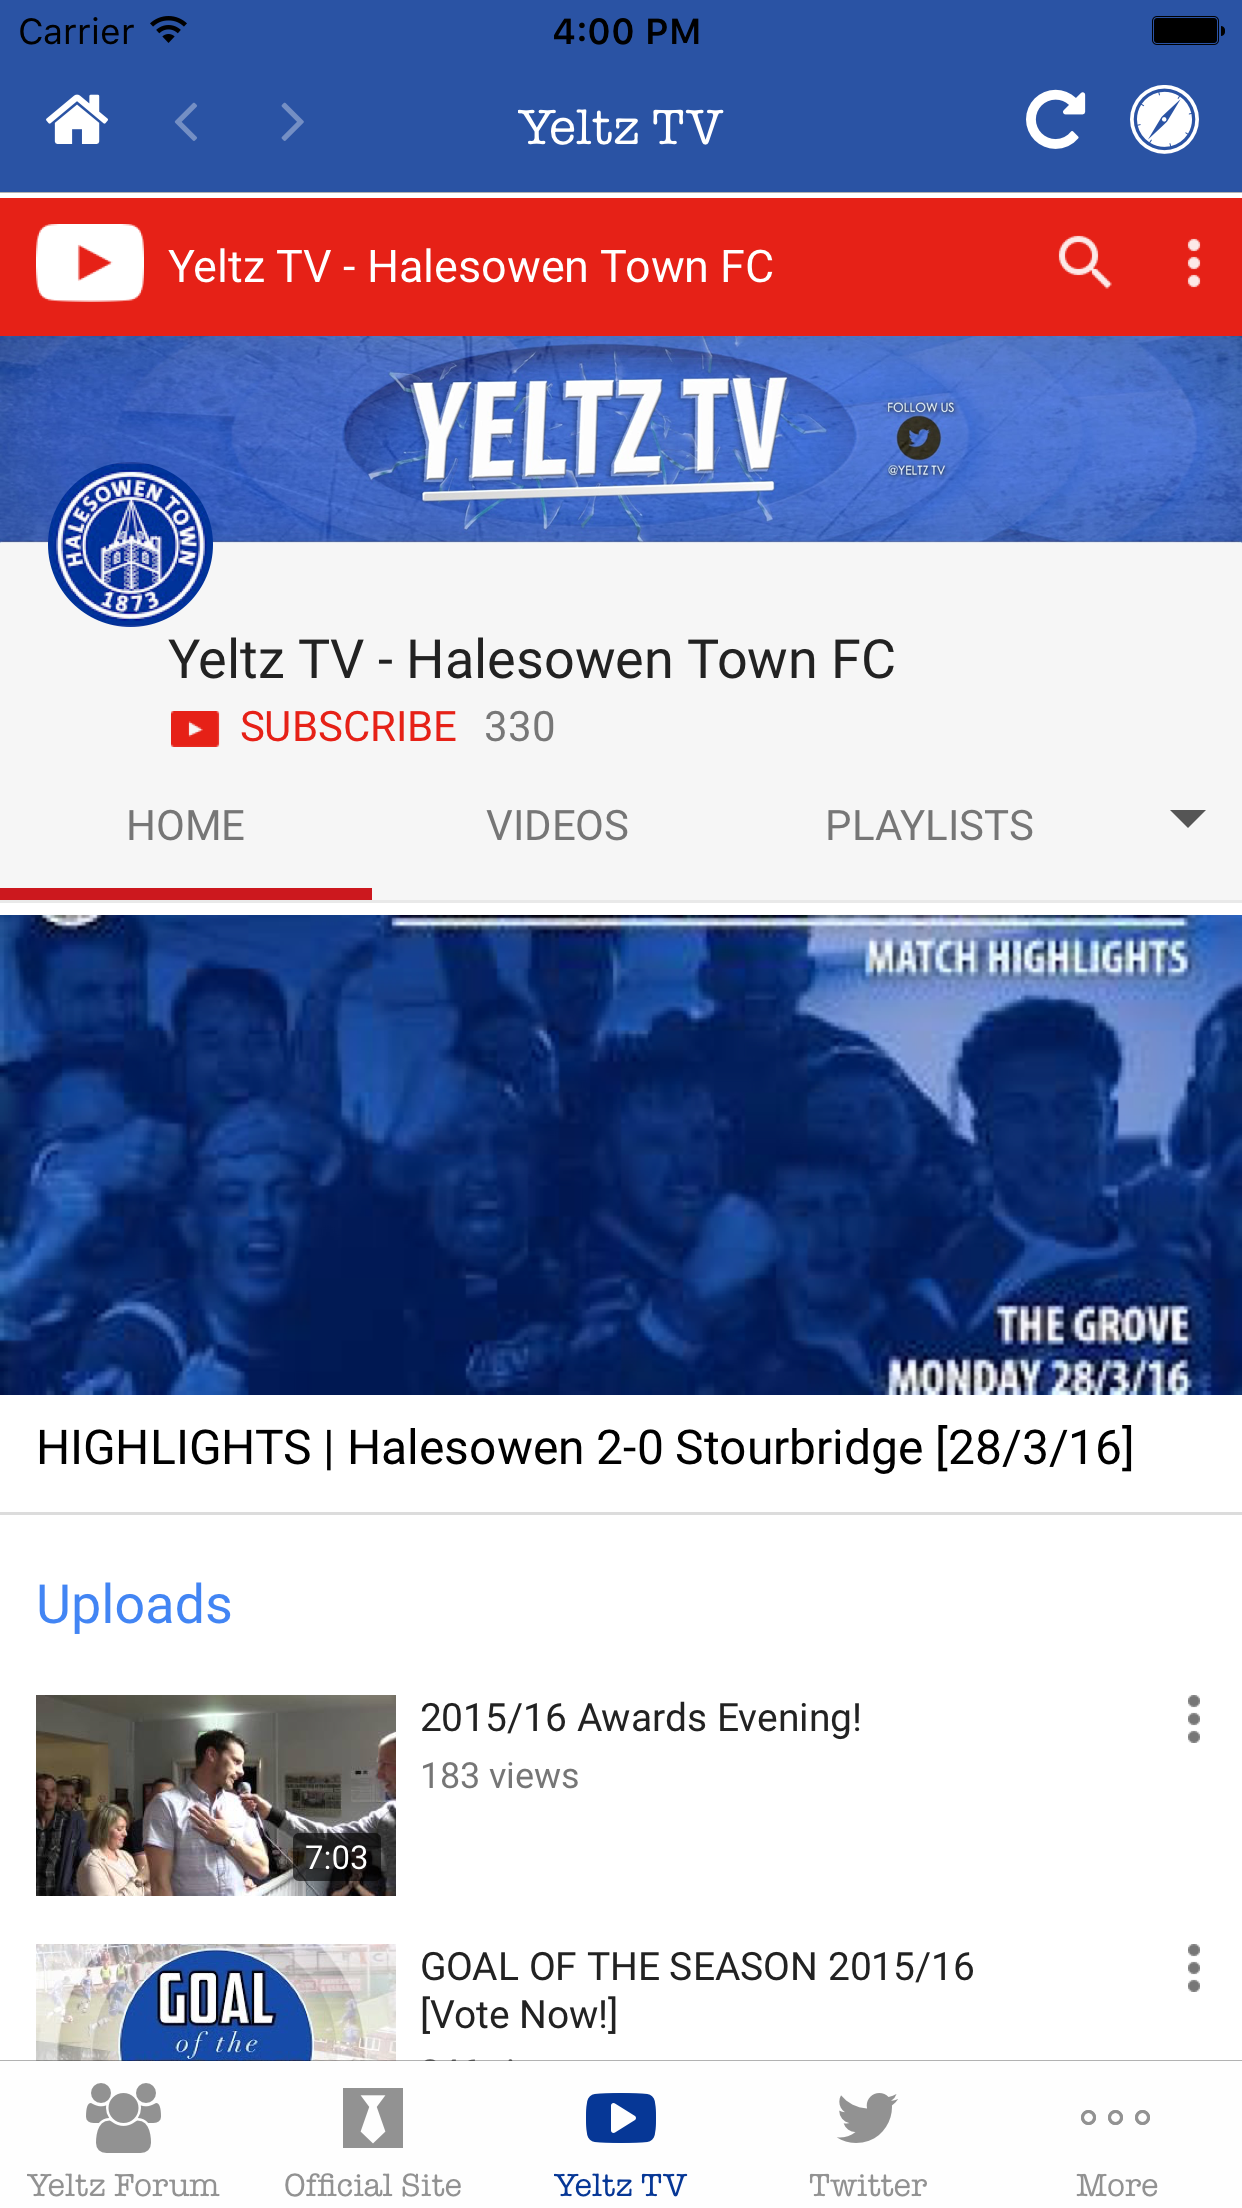 Carrier
4:00 PM
Yeltz TV
Yeltz TV - Halesowen Town FC
YELTZ TV
FOLLOW US
@YELTZ TV
HALESOWEN TOWN
1873
Yeltz TV - Halesowen Town FC
SUBSCRIBE 330
HOME VIDEOS PLAYLISTS
MATCH HIGHLIGHTS
THE GROVE
MONDAY 28/3/16
HIGHLIGHTS | Halesowen 2-0 Stourbridge [28/3/16]
Uploads
2015/16 Awards Evening!
183 views
7:03
GOAL OF THE SEASON 2015/16
[Vote Now!]
GOAL
of the
Yeltz Forum Official Site Yeltz TV Twitter More